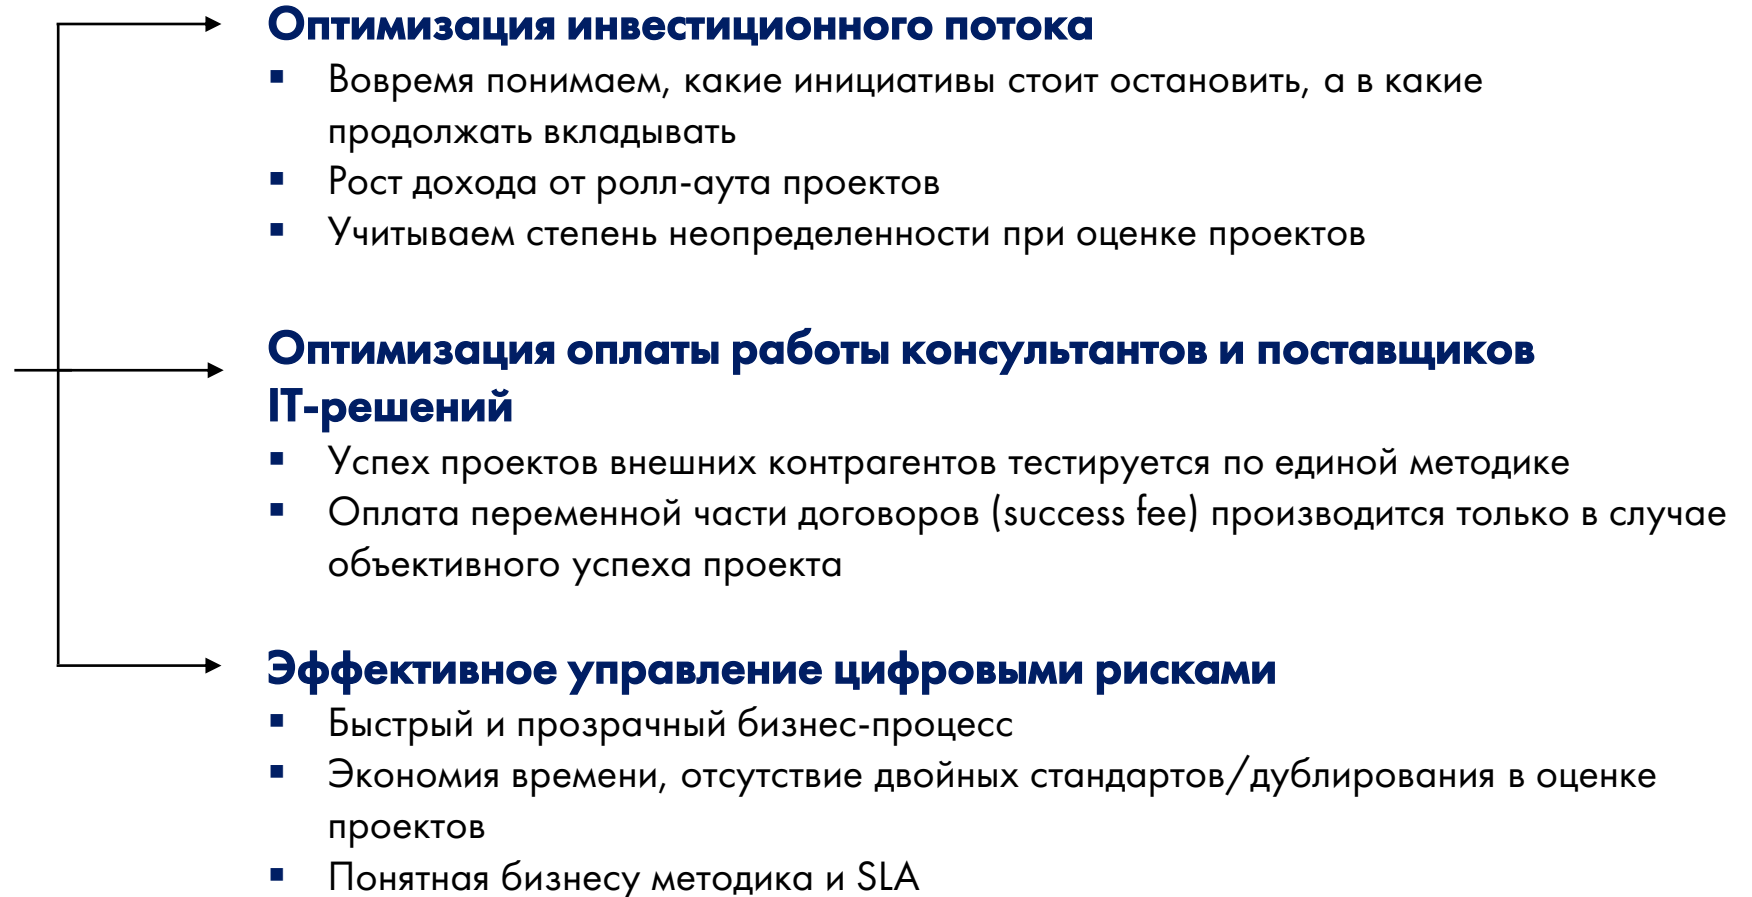 Оптимизация инвестиционного потока
▪ Вовремя понимаем, какие инициативы стоит остановить, а в какие
продолжать вкладывать
▪ Рост дохода от ролл-аута проектов
▪ Учитываем степень неопределенности при оценке проектов
Оптимизация оплаты работы консультантов и поставщиков
IT-решений
▪ Успех проектов внешних контрагентов тестируется по единой методике
▪ Оплата переменной части договоров (success fee) производится только в случае
объективного успеха проекта
Эффективное управление цифровыми рисками
▪ Быстрый и прозрачный бизнес-процесс
▪ Экономия времени, отсутствие двойных стандартов/дублирования в оценке
проектов
▪ Понятная бизнесу методика и SLA